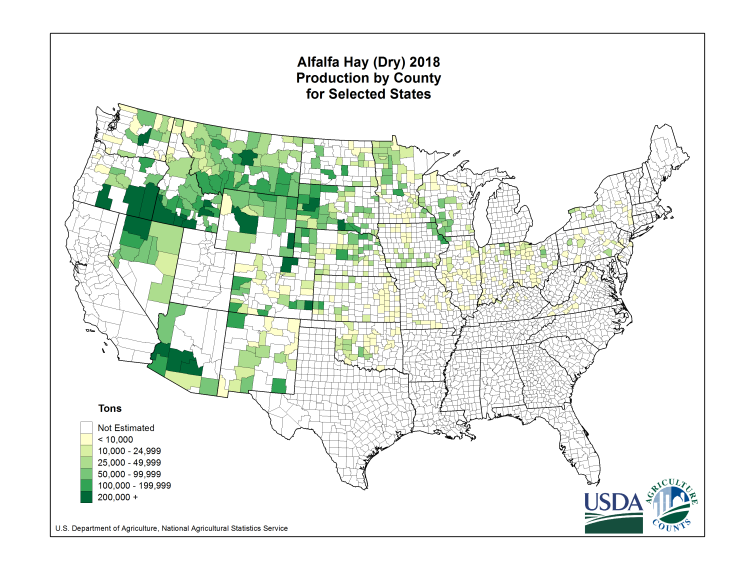 Alfalfa Hay (Dry) 2018
Production by County
for Selected States
Tons
Not Estimated
< 10,000
10,000 - 24,999
25,000 - 49,999
50,000 - 99,999
100,000 - 199,999
200,000 +
U.S. Department of Agriculture, National Agricultural Statistics Service
USDA
AGRICULTURE
COUNTS